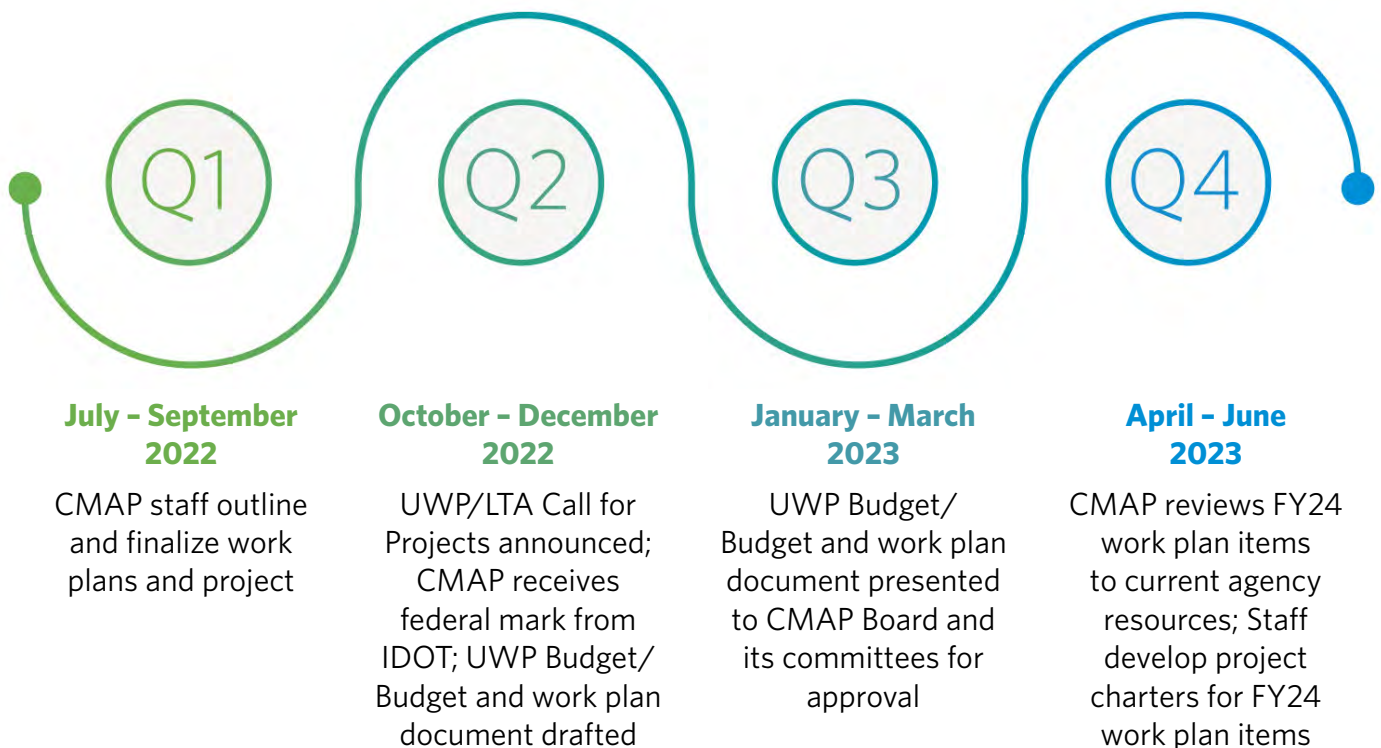 Q1
Q2
Q3
Q4
July – September
2022
CMAP staff outline
and finalize work
plans and project
October – December
2022
UWP/LTA Call for
Projects announced;
CMAP receives
federal mark from
IDOT; UWP Budget/
Budget and work plan
document drafted
January – March
2023
UWP Budget/
Budget and work plan
document presented
to CMAP Board and
its committees for
approval
April – June
2023
CMAP reviews FY24
work plan items
to current agency
resources; Staff
develop project
charters for FY24
work plan items